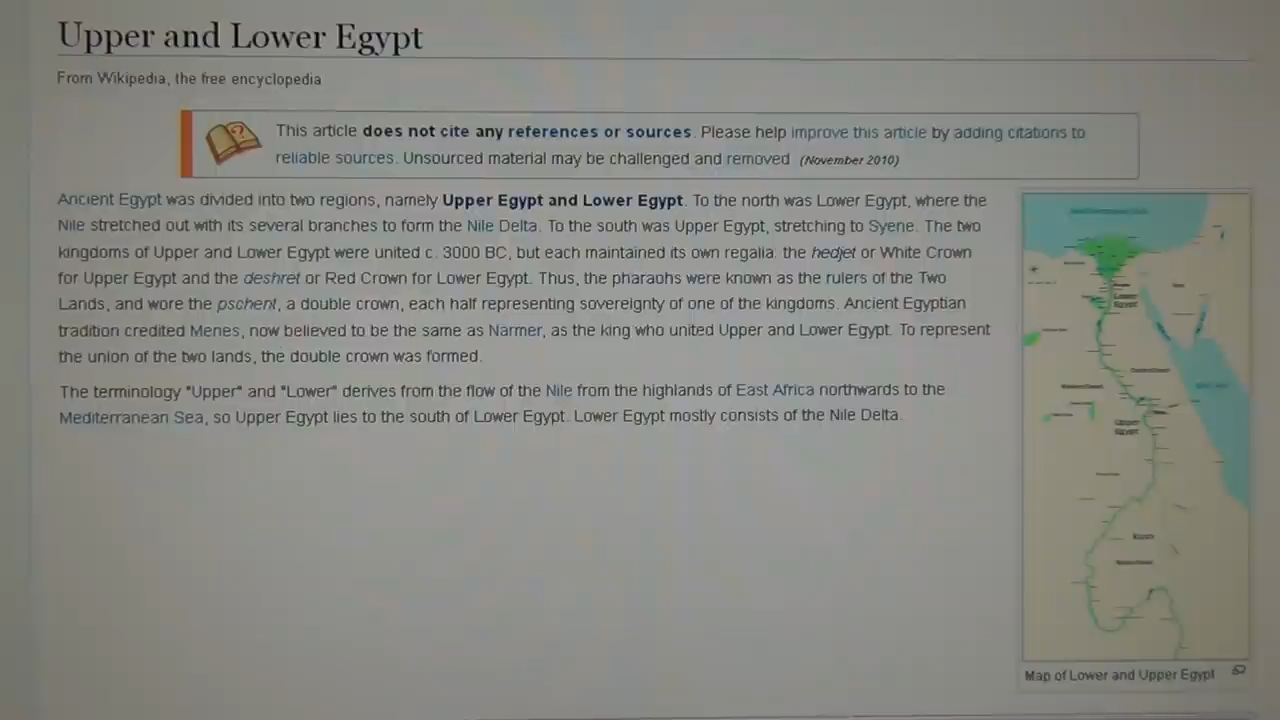 Upper and Lower Egypt
From Wikipedia, the free encyclopedia
This article does not cite any references or sources. Please help improve this article by adding citations to
reliable sources. Unsourced material may be challenged and removed. (November 2010)
Ancient Egypt was divided into two regions, namely Upper Egypt and Lower Egypt. To the north was Lower Egypt, where the
Nile stretched out with its several branches to form the Nile Delta. To the south was Upper Egypt, stretching to Syene. The two
kingdoms of Upper and Lower Egypt were united c. 3000 BC, but each maintained its own regalia: the hedjet or White Crown
for Upper Egypt and the deshret or Red Crown for Lower Egypt. Thus, the pharaohs were known as the rulers of the Two
Lands, and wore the pschent, a double crown, each half representing sovereignty of one of the kingdoms. Ancient Egyptian
tradition credited Menes, now believed to be the same as Narmer, as the king who united Upper and Lower Egypt. To represent
the union of the two lands, the double crown was formed.
The terminology "Upper" and "Lower" derives from the flow of the Nile from the highlands of East Africa northwards to the
Mediterranean Sea, so Upper Egypt lies to the south of Lower Egypt. Lower Egypt mostly consists of the Nile Delta.
Lower
Egypt
Upper
Egypt
Map of Lower and Upper Egypt